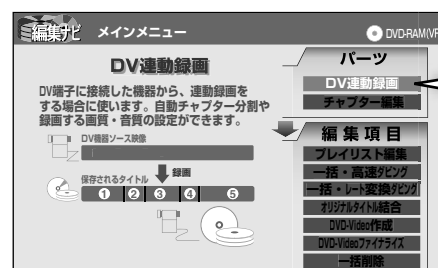 編集ナビ メインメニュー
DVD-RAM(VR
DV連動録画
DV端子に接続した機器から、連動録画を
する場合に使います。自動チャプター分割や
録画する画質・音質の設定ができます。
DV機器ソース映像
録画
保存されるタイトル
1 2 3 4 5
パーツ
DV連動録画
チャプター編集
編集項目
プレイリスト編集
一括・高速ダビング
一括・レート変換ダビング
オリジナルタイトル結合
DVD-Video作成
DVD-Videoファイナライズ
一括削除